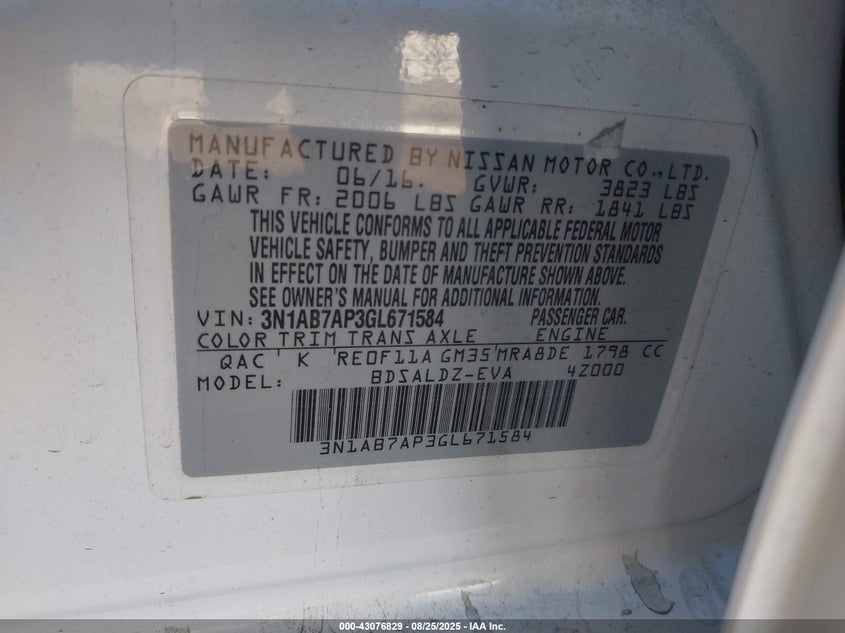 MANUFACTURED BY NISSAN MOTOR CO.,LTD.
DATE: 06/16. GVWR: 3823 LBS
GAWR FR: 2006 LBS GAWR RR: 1841 LBS
THIS VEHICLE CONFORMS TO ALL APPLICABLE FEDERAL MOTOR
VEHICLE SAFETY, BUMPER AND THEFT PREVENTION STANDARDS
IN EFFECT ON THE DATE OF MANUFACTURE SHOWN ABOVE.
SEE OWNER'S MANUAL FOR ADDITIONAL INFORMATION.
VIN: 3N1AB7AP3GL671584 PASSENGER CAR.
COLOR TRIM TRANS AXLE ENGINE
QAC K RE0F11A GM35 MRA8DE 1798 CC
MODEL: BDSALDZ-EVA 4Z000
3N1AB7AP3GL671584
000-43076829 - 08/25/2025 - IAA Inc.